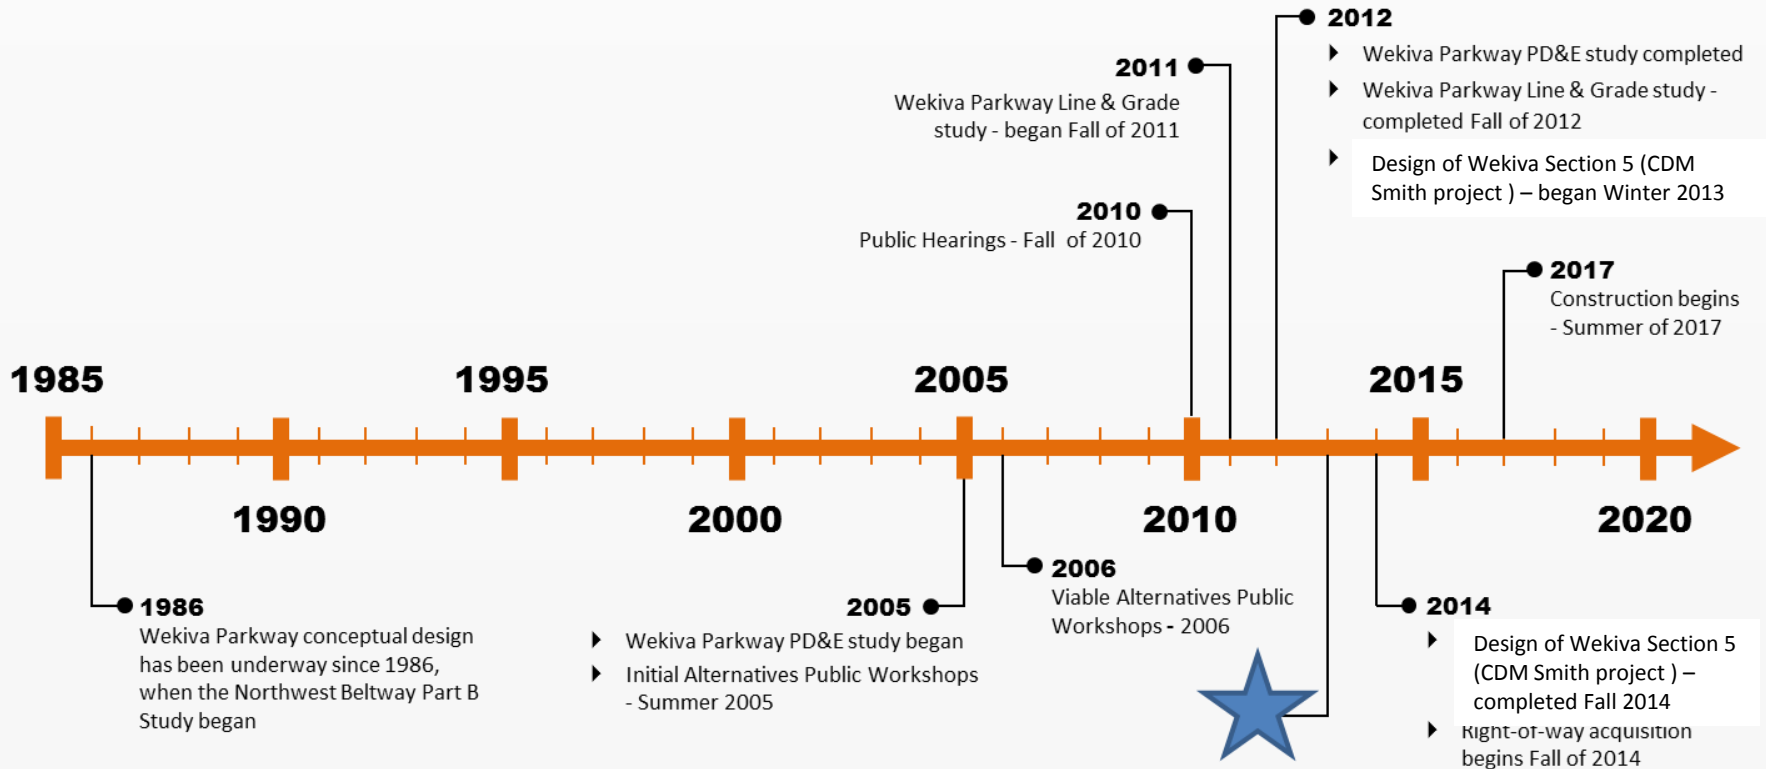 2012
Wekiva Parkway PD&E study completed
Wekiva Parkway Line & Grade study -
completed Fall of 2012
Design of Wekiva Section 5 (CDM
Smith project ) – began Winter 2013
2011
Wekiva Parkway Line & Grade
study - began Fall of 2011
2010
Public Hearings - Fall of 2010
2017
Construction begins
- Summer of 2017
1985
1995
2005
2015
1990
2000
2010
2020
1986
Wekiva Parkway conceptual design
has been underway since 1986,
when the Northwest Beltway Part B
Study began
2005
Wekiva Parkway PD&E study began
Initial Alternatives Public Workshops
- Summer 2005
2006
Viable Alternatives Public
Workshops - 2006
2014
Design of Wekiva Section 5
(CDM Smith project ) –
completed Fall 2014
Right-of-way acquisition
begins Fall of 2014